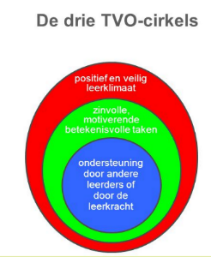 De drie TVO-cirkels
positief en veilig
leerklimaat
zinvolle,
motiverende
betekenisvolle taken
ondersteuning
door andere
leerders of
door de
leerkracht